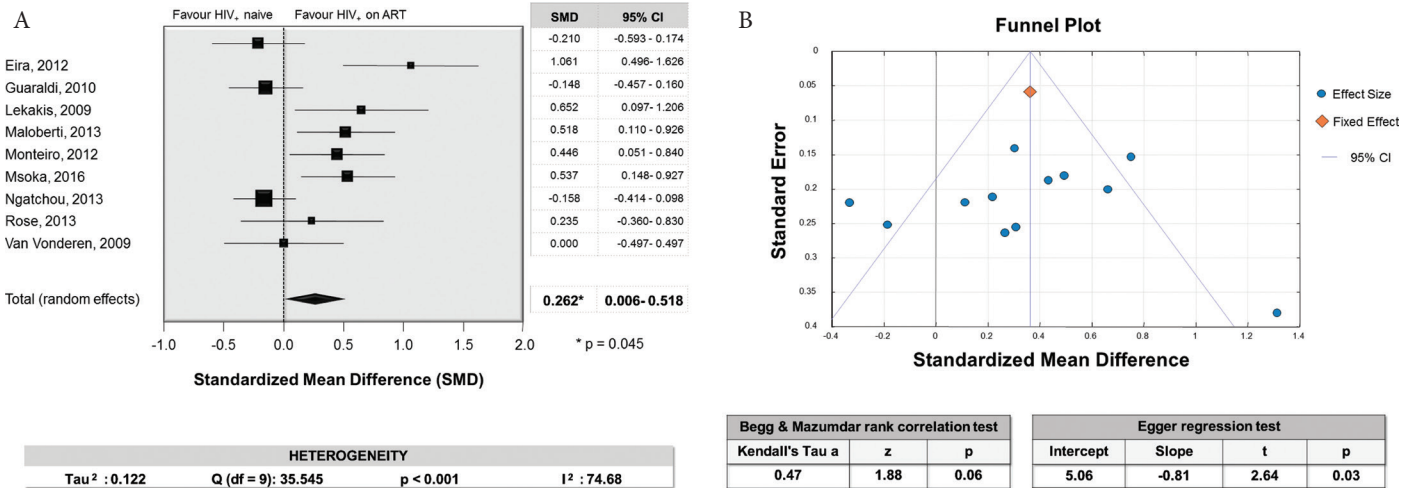 A
Favour HIV+ naive Favour HIV+ on ART
SMD 95% CI
-0.210 -0.593 - 0.174
Eira, 2012 1.061 0.496- 1.626
Guaraldi, 2010 -0.148 -0.457 - 0.160
Lekakis, 2009 0.652 0.097- 1.206
Maloberti, 2013 0.518 0.110 - 0.926
Monteiro, 2012 0.446 0.051 - 0.840
Msoka, 2016 0.537 0.148- 0.927
Ngatchou, 2013 -0.158 -0.414 - 0.098
Rose, 2013 0.235 -0.360- 0.830
Van Vonderen, 2009 0.000 -0.497- 0.497
Total (random effects) 0.262* 0.006- 0.518
-1.0 -0.5 0.0 0.5 1.0 1.5 2.0
* p = 0.045
Standardized Mean Difference (SMD)
HETEROGENEITY
Tau² : 0.122 Q (df = 9): 35.545 p < 0.001 I² : 74.68
B
Funnel Plot
Standard Error
0
0.05
0.1
0.15
0.2
0.25
0.3
0.35
0.4
-0.4 -0.2 0 0.2 0.4 0.6 0.8 1 1.2 1.4
Standardized Mean Difference
Effect Size
Fixed Effect
95% CI
Begg & Mazumdar rank correlation test
Kendall's Tau a z p
0.47 1.88 0.06
Egger regression test
Intercept Slope t p
5.06 -0.81 2.64 0.03